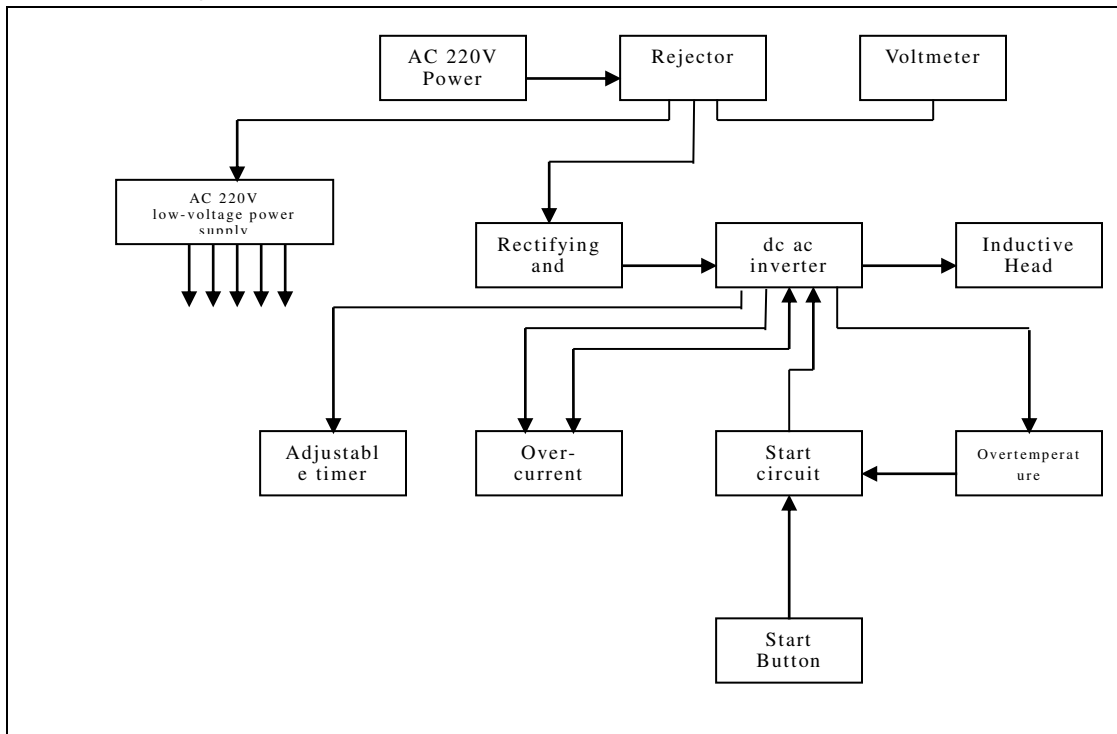 AC 220V
Power
Rejector
Voltmeter
AC 220V
low-voltage power
supply
Rectifying
and
dc ac
inverter
Inductive
Head
Adjustabl
e timer
Over-
current
Start
circuit
Overtemperat
ure
Start
Button